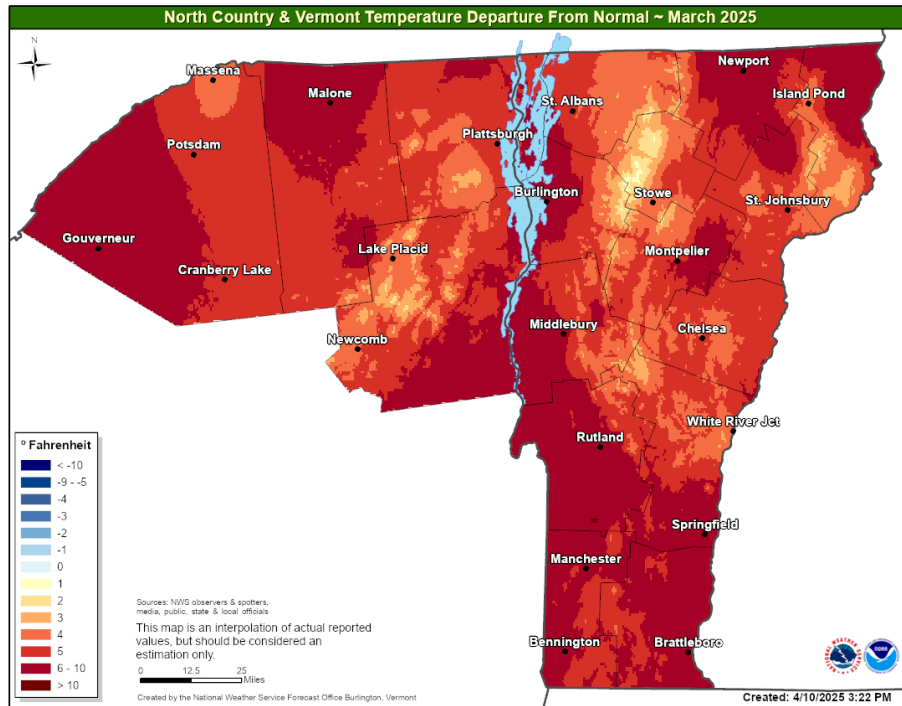 North Country & Vermont Temperature Departure From Normal ~ March 2025
N
Massena
Malone
Newport
Island Pond
St. Albans
Plattsburgh
Potsdam
Burlington
Stowe
St. Johnsbury
Gouverneur
Lake Placid
Montpelier
Cranberry Lake
Newcomb
Middlebury
Chelsea
White River Jct
Rutland
Springfield
Manchester
Bennington
Brattleboro
º Fahrenheit
< -10
-9 - -5
-4
-3
-2
-1
0
1
2
3
4
5
6 - 10
> 10
Sources: NWS observers & spotters,
media, public, state & local officials
This map is an interpolation of actual reported
values, but should be considered an
estimation only.
0 12.5 25
Miles
Created by the National Weather Service Forecast Office Burlington, Vermont
NOAA
Created: 4/10/2025 3:22 PM